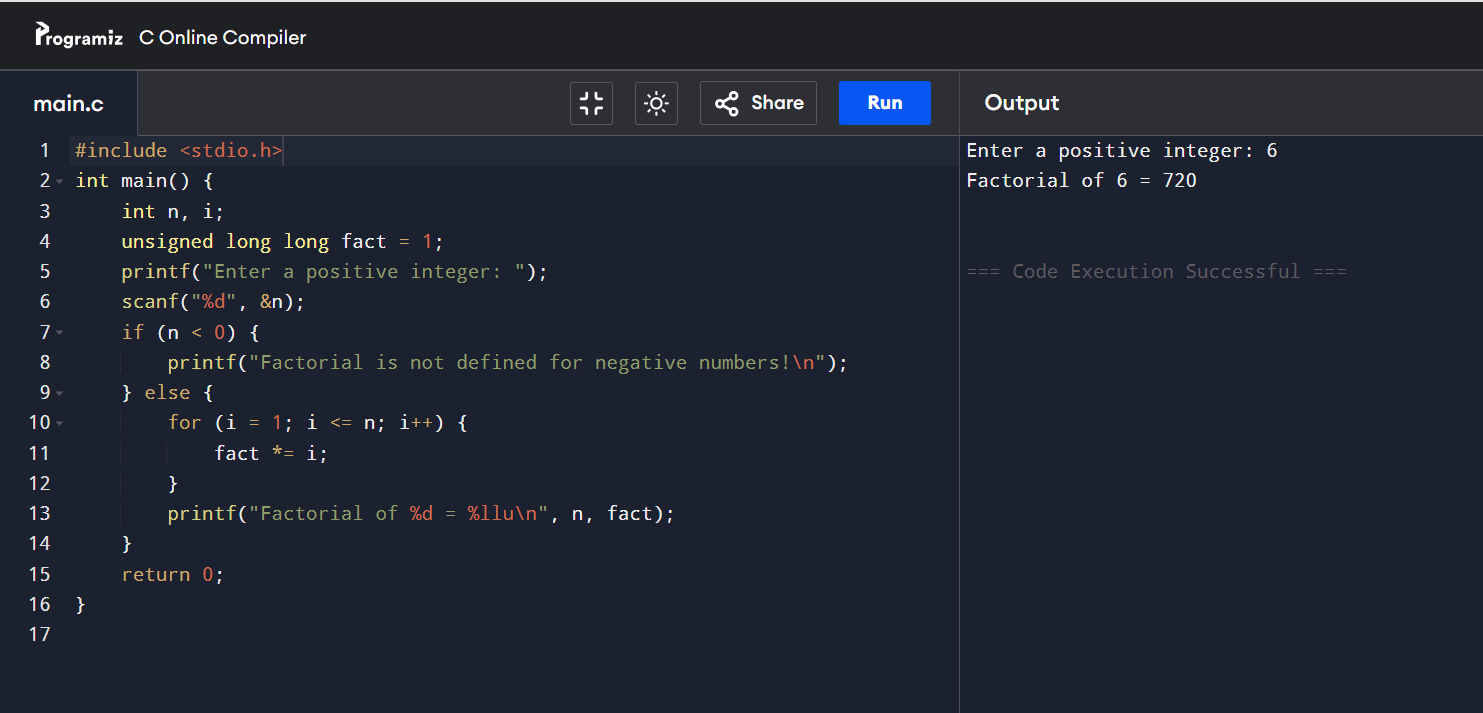 Programiz C Online Compiler
main.c
Share
Run
Output
1 #include <stdio.h>
2 int main() {
3     int n, i;
4     unsigned long long fact = 1;
5     printf("Enter a positive integer: ");
6     scanf("%d", &n);
7     if (n < 0) {
8         printf("Factorial is not defined for negative numbers!\n");
9     } else {
10         for (i = 1; i <= n; i++) {
11             fact *= i;
12         }
13         printf("Factorial of %d = %llu\n", n, fact);
14     }
15     return 0;
16 }
17
Enter a positive integer: 6
Factorial of 6 = 720
=== Code Execution Successful ===